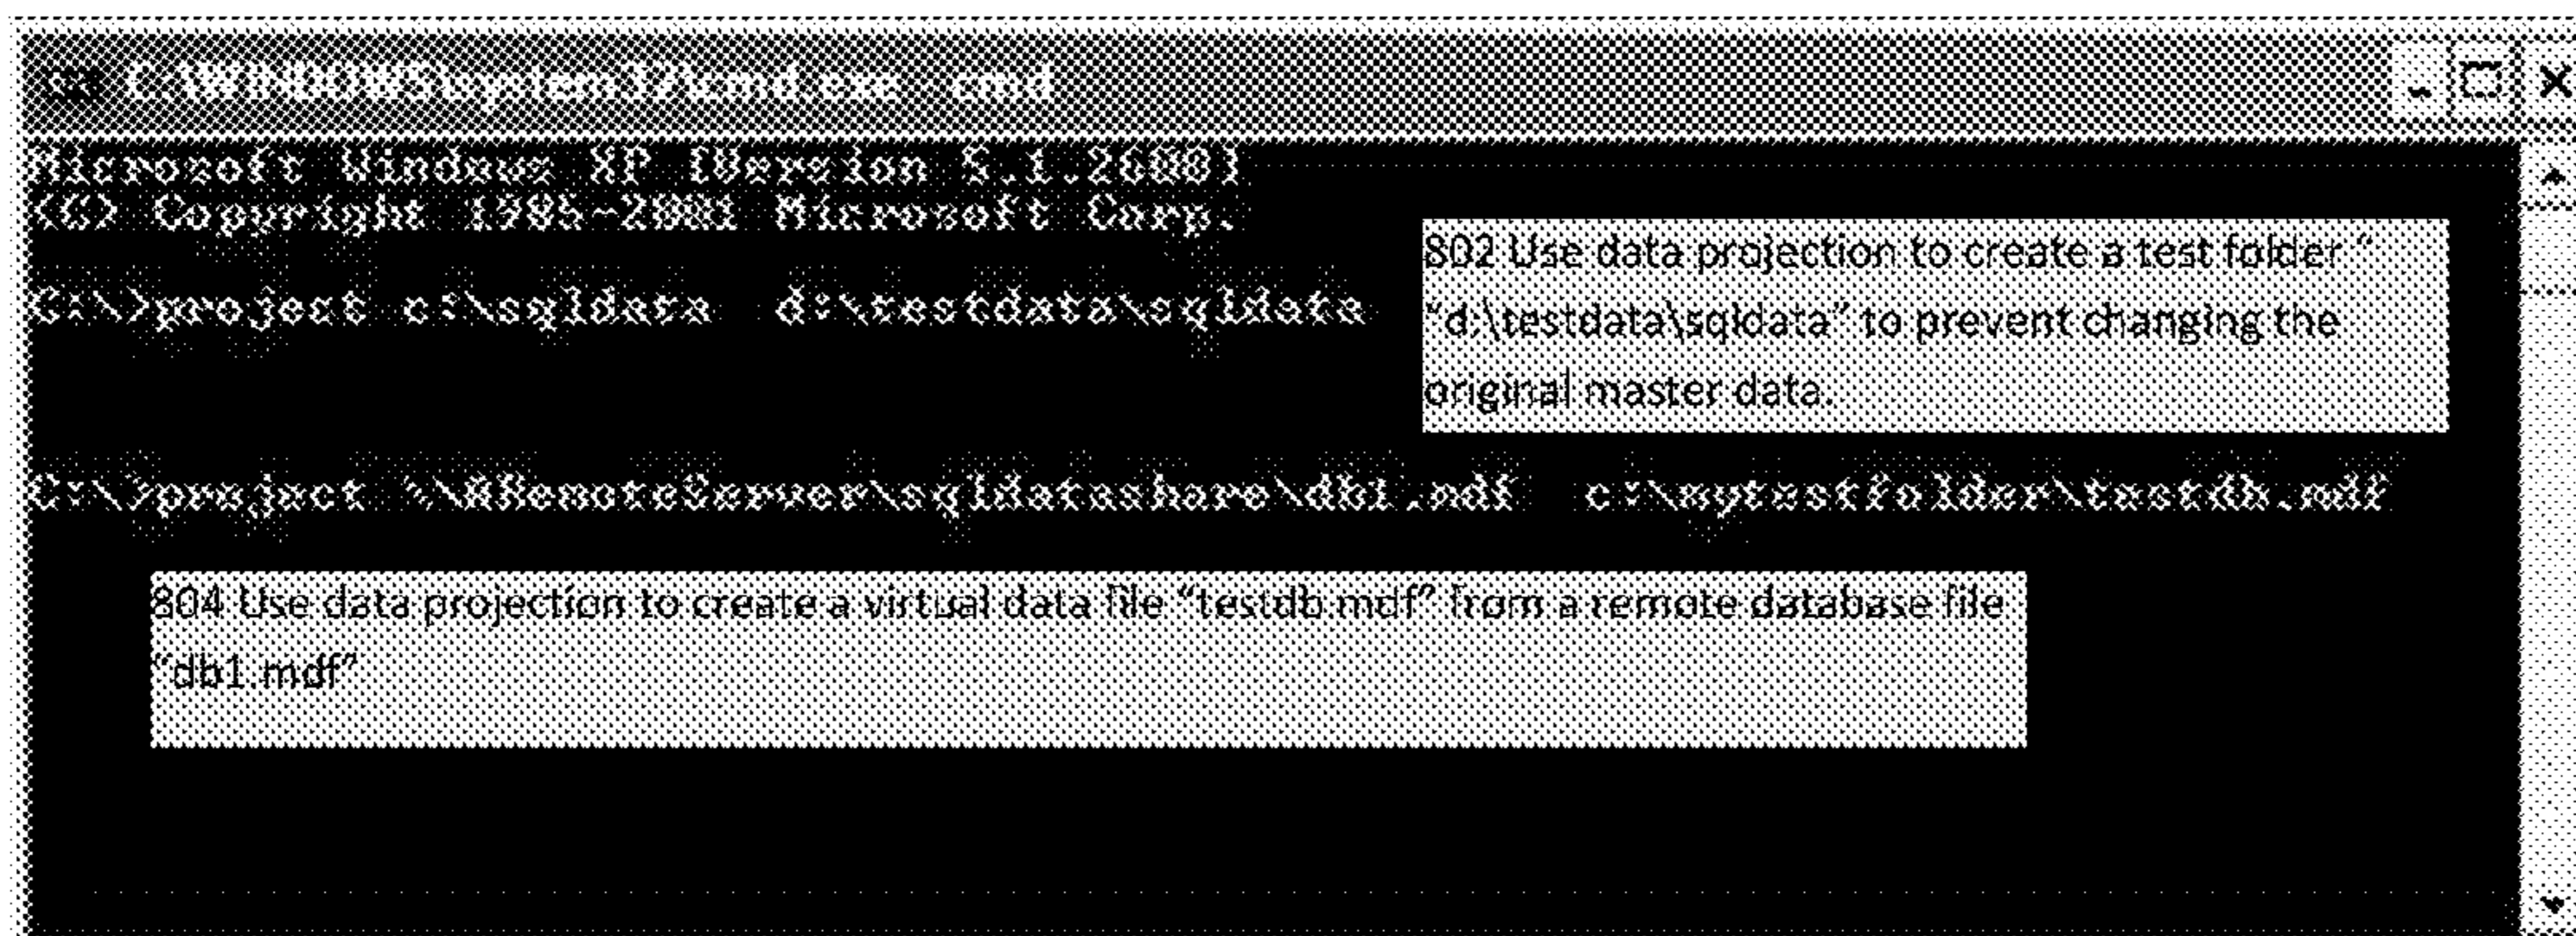 C:\WINDOWS\system32\cmd.exe - cmd
Microsoft Windows XP [Version 5.1.2600]
(C) Copyright 1985-2001 Microsoft Corp.
C:\>project c:\sqldata d:\testdata\sqldata
802 Use data projection to create a test folder “
“d:\testdata\sqldata” to prevent changing the
original master data.
C:\>project \\ARemoteServer\sqldatashare\db1.mdf c:\mytestfolder\testdb.mdf
804 Use data projection to create a virtual data file “testdb.mdf” from a remote database file
“db1.mdf”